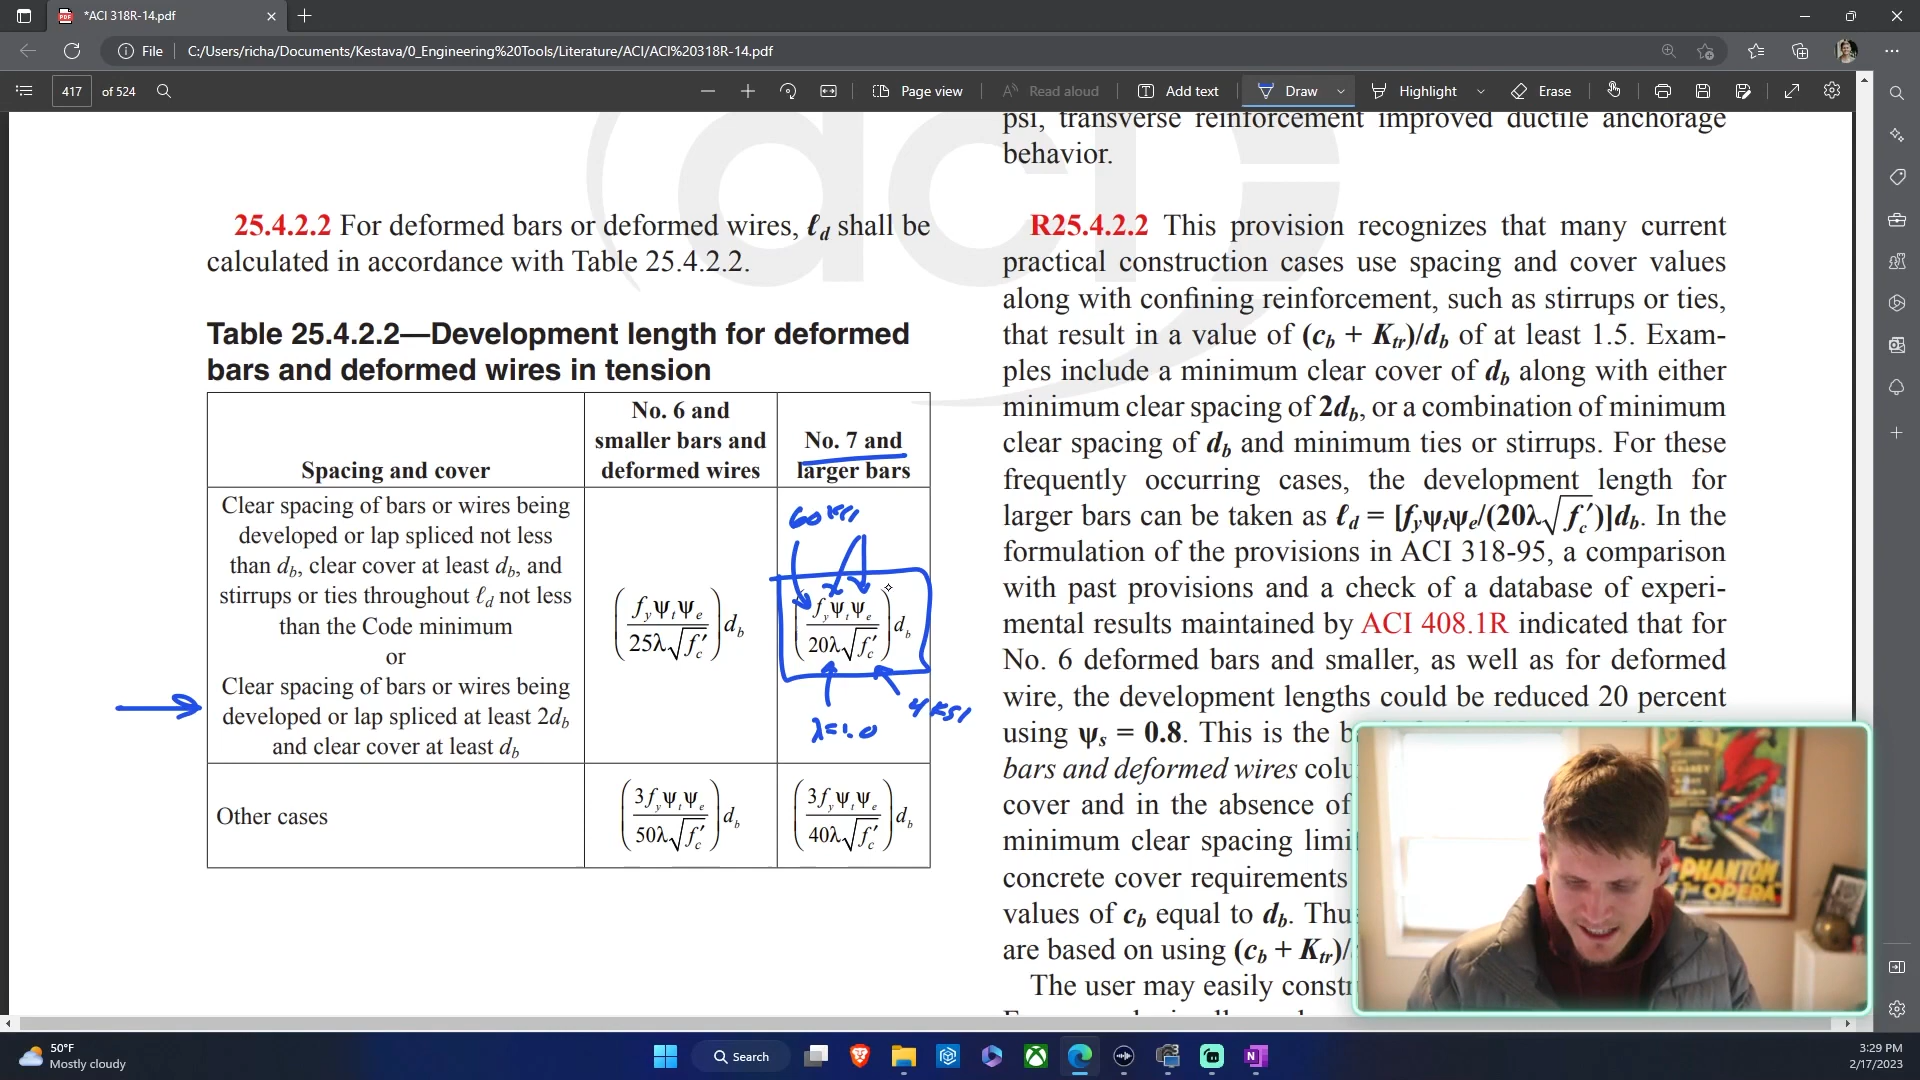 *ACI 318R-14.pdf
File
C:/Users/richa/Documents/Kestava/0_Engineering%20Tools/Literature/ACI/ACI%20318R-14.pdf
417 of 524
Page view
Read aloud
Add text
Draw
Highlight
Erase
25.4.2.2 For deformed bars or deformed wires, ℓd shall be
calculated in accordance with Table 25.4.2.2.
Table 25.4.2.2—Development length for deformed
bars and deformed wires in tension
Spacing and cover
No. 6 and
smaller bars and
deformed wires
No. 7 and
larger bars
Clear spacing of bars or wires being
developed or lap spliced not less
than db, clear cover at least db, and
stirrups or ties throughout ℓd not less
than the Code minimum
or
Clear spacing of bars or wires being
developed or lap spliced at least 2db
and clear cover at least db
(fyψtψe / 25λ√f′c) db
60 KSI
(fyψtψe / 20λ√f′c) db
λ=1.0
4 KSI
Other cases
(3fyψtψe / 50λ√f′c) db
(3fyψtψe / 40λ√f′c) db
psi, transverse reinforcement improved ductile anchorage
behavior.
R25.4.2.2 This provision recognizes that many current
practical construction cases use spacing and cover values
along with confining reinforcement, such as stirrups or ties,
that result in a value of (cb + Ktr)/db of at least 1.5. Exam-
ples include a minimum clear cover of db along with either
minimum clear spacing of 2db, or a combination of minimum
clear spacing of db and minimum ties or stirrups. For these
frequently occurring cases, the development length for
larger bars can be taken as ℓd = [fyψtψe/(20λ√f′c)]db. In the
formulation of the provisions in ACI 318-95, a comparison
with past provisions and a check of a database of experi-
mental results maintained by ACI 408.1R indicated that for
No. 6 deformed bars and smaller, as well as for deformed
wire, the development lengths could be reduced 20 percent
using ψs = 0.8. This is the
bars and deformed wires
cover and in the absence of
minimum clear spacing
concrete cover requirements
values of cb equal to db.
are based on using (cb + Ktr)/
The user may easily
PHANTOM
OF THE OPERA
50°F
Mostly cloudy
Search
3:29 PM
2/17/2023